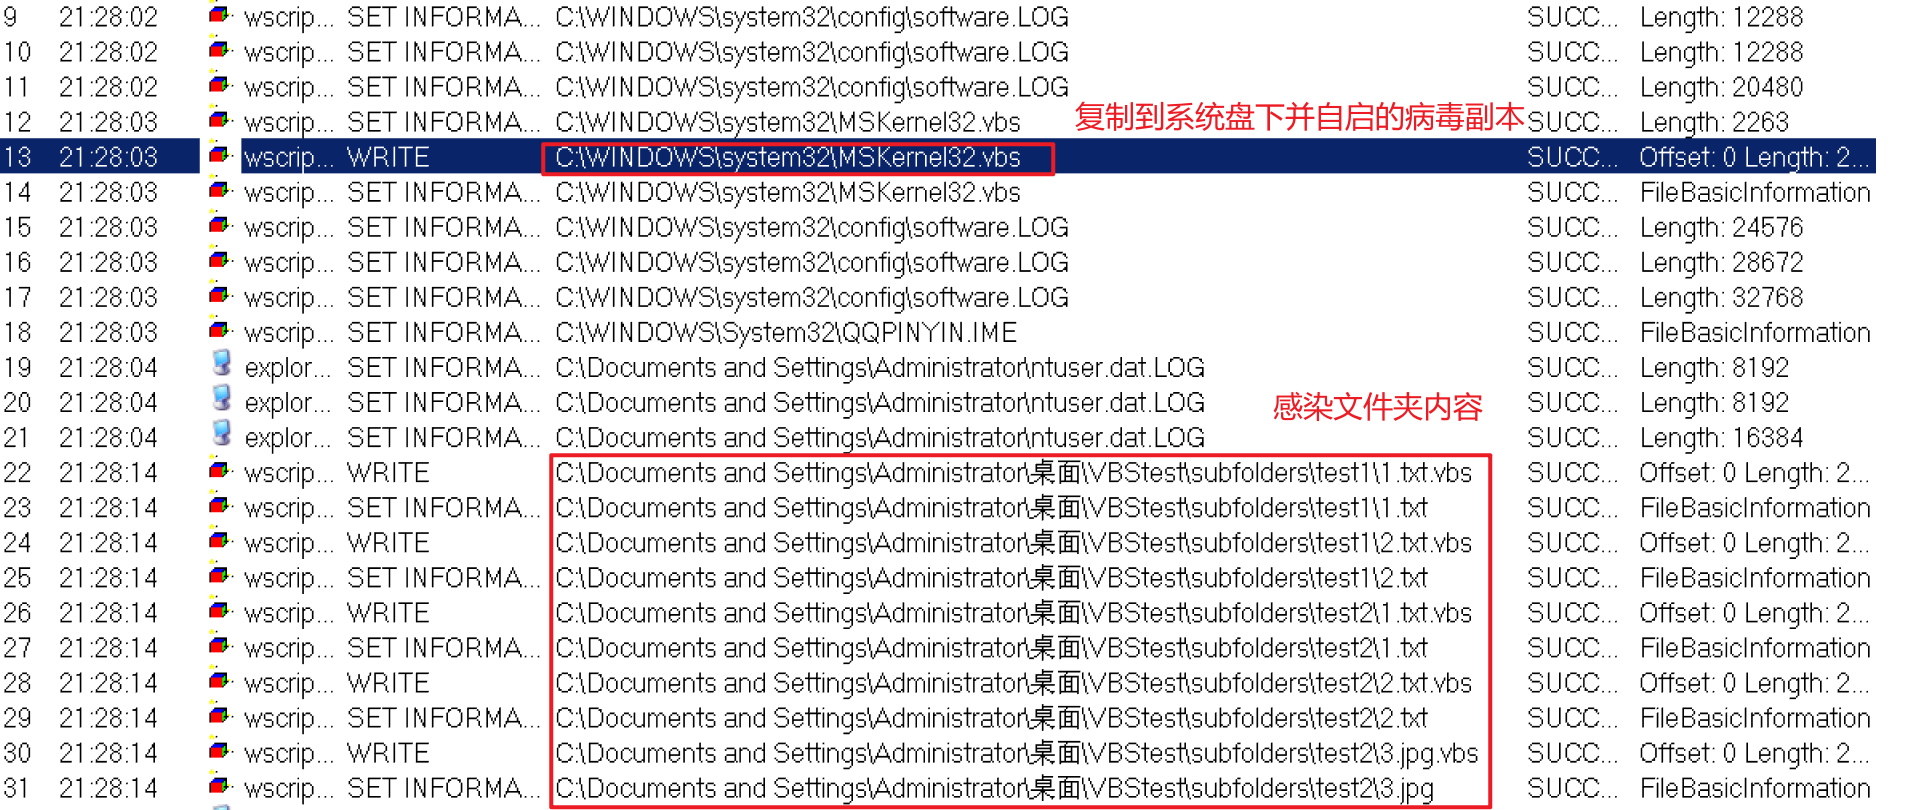 9 21:28:02 wscrip... SET INFORMA... C:\WINDOWS\system32\config\software.LOG SUCC... Length: 12288
10 21:28:02 wscrip... SET INFORMA... C:\WINDOWS\system32\config\software.LOG SUCC... Length: 12288
11 21:28:02 wscrip... SET INFORMA... C:\WINDOWS\system32\config\software.LOG SUCC... Length: 20480
复制到系统盘下并自启的病毒副本
12 21:28:03 wscrip... SET INFORMA... C:\WINDOWS\system32\MSKernel32.vbs SUCC... Length: 2263
13 21:28:03 wscrip... WRITE C:\WINDOWS\system32\MSKernel32.vbs SUCC... Offset: 0 Length: 2...
14 21:28:03 wscrip... SET INFORMA... C:\WINDOWS\system32\MSKernel32.vbs SUCC... FileBasicInformation
15 21:28:03 wscrip... SET INFORMA... C:\WINDOWS\system32\config\software.LOG SUCC... Length: 24576
16 21:28:03 wscrip... SET INFORMA... C:\WINDOWS\system32\config\software.LOG SUCC... Length: 28672
17 21:28:03 wscrip... SET INFORMA... C:\WINDOWS\system32\config\software.LOG SUCC... Length: 32768
18 21:28:03 wscrip... SET INFORMA... C:\WINDOWS\System32\QQPINYIN.IME SUCC... FileBasicInformation
19 21:28:04 explor... SET INFORMA... C:\Documents and Settings\Administrator\ntuser.dat.LOG SUCC... Length: 8192
20 21:28:04 explor... SET INFORMA... C:\Documents and Settings\Administrator\ntuser.dat.LOG SUCC... Length: 8192
感染文件夹内容
21 21:28:04 explor... SET INFORMA... C:\Documents and Settings\Administrator\ntuser.dat.LOG SUCC... Length: 16384
22 21:28:14 wscrip... WRITE C:\Documents and Settings\Administrator\桌面\VBStest\subfolders\test1\1.txt.vbs SUCC... Offset: 0 Length: 2...
23 21:28:14 wscrip... SET INFORMA... C:\Documents and Settings\Administrator\桌面\VBStest\subfolders\test1\1.txt SUCC... FileBasicInformation
24 21:28:14 wscrip... WRITE C:\Documents and Settings\Administrator\桌面\VBStest\subfolders\test1\2.txt.vbs SUCC... Offset: 0 Length: 2...
25 21:28:14 wscrip... SET INFORMA... C:\Documents and Settings\Administrator\桌面\VBStest\subfolders\test1\2.txt SUCC... FileBasicInformation
26 21:28:14 wscrip... WRITE C:\Documents and Settings\Administrator\桌面\VBStest\subfolders\test2\1.txt.vbs SUCC... Offset: 0 Length: 2...
27 21:28:14 wscrip... SET INFORMA... C:\Documents and Settings\Administrator\桌面\VBStest\subfolders\test2\1.txt SUCC... FileBasicInformation
28 21:28:14 wscrip... WRITE C:\Documents and Settings\Administrator\桌面\VBStest\subfolders\test2\2.txt.vbs SUCC... Offset: 0 Length: 2...
29 21:28:14 wscrip... SET INFORMA... C:\Documents and Settings\Administrator\桌面\VBStest\subfolders\test2\2.txt SUCC... FileBasicInformation
30 21:28:14 wscrip... WRITE C:\Documents and Settings\Administrator\桌面\VBStest\subfolders\test2\3.jpg.vbs SUCC... Offset: 0 Length: 2...
31 21:28:14 wscrip... SET INFORMA... C:\Documents and Settings\Administrator\桌面\VBStest\subfolders\test2\3.jpg SUCC... FileBasicInformation